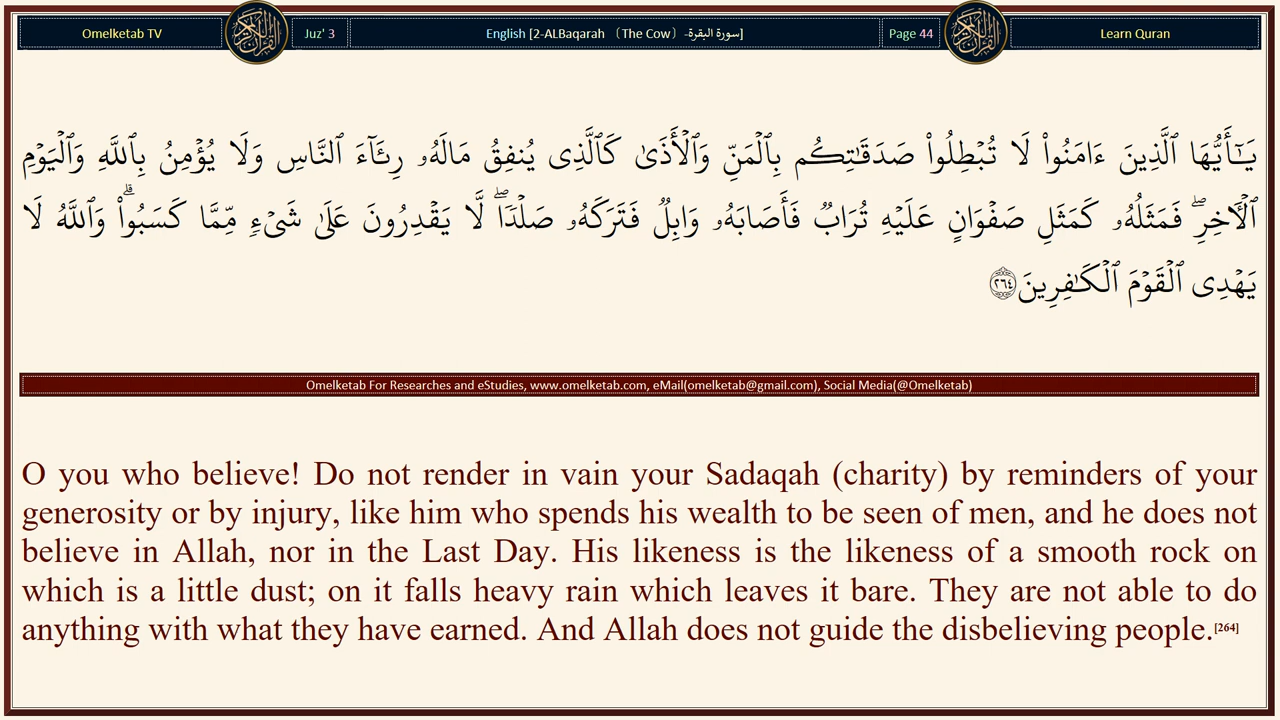 Omelketab TV
Juz' 3
English [2-ALBaqarah （The Cow） -سورة البقرة]
Page 44
Learn Quran
يَـٰٓأَيُّهَا ٱلَّذِينَ ءَامَنُوا۟ لَا تُبْطِلُوا۟ صَدَقَـٰتِكُم بِٱلْمَنِّ وَٱلْأَذَىٰ كَٱلَّذِى يُنفِقُ مَالَهُۥ رِئَآءَ ٱلنَّاسِ وَلَا يُؤْمِنُ بِٱللَّهِ وَٱلْيَوْمِ
ٱلْـَٔاخِرِ ۖ فَمَثَلُهُۥ كَمَثَلِ صَفْوَانٍ عَلَيْهِ تُرَابٌ فَأَصَابَهُۥ وَابِلٌ فَتَرَكَهُۥ صَلْدًا ۖ لَّا يَقْدِرُونَ عَلَىٰ شَىْءٍ مِّمَّا كَسَبُوا۟ ۗ وَٱللَّهُ لَا
يَهْدِى ٱلْقَوْمَ ٱلْكَـٰفِرِينَ ٢٦٤
Omelketab For Researches and eStudies, www.omelketab.com, eMail(omelketab@gmail.com), Social Media(@Omelketab)
O you who believe! Do not render in vain your Sadaqah (charity) by reminders of your
generosity or by injury, like him who spends his wealth to be seen of men, and he does not
believe in Allah, nor in the Last Day. His likeness is the likeness of a smooth rock on
which is a little dust; on it falls heavy rain which leaves it bare. They are not able to do
anything with what they have earned. And Allah does not guide the disbelieving people.[264]